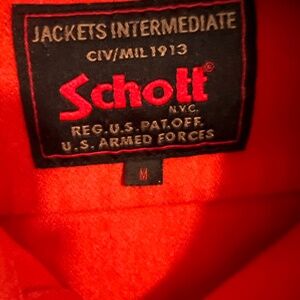 JACKETS INTERMEDIATE
CIV/MIL 1913
Schott®
N.Y.C.
REG. U.S. PAT. OFF.
U.S. ARMED FORCES
M